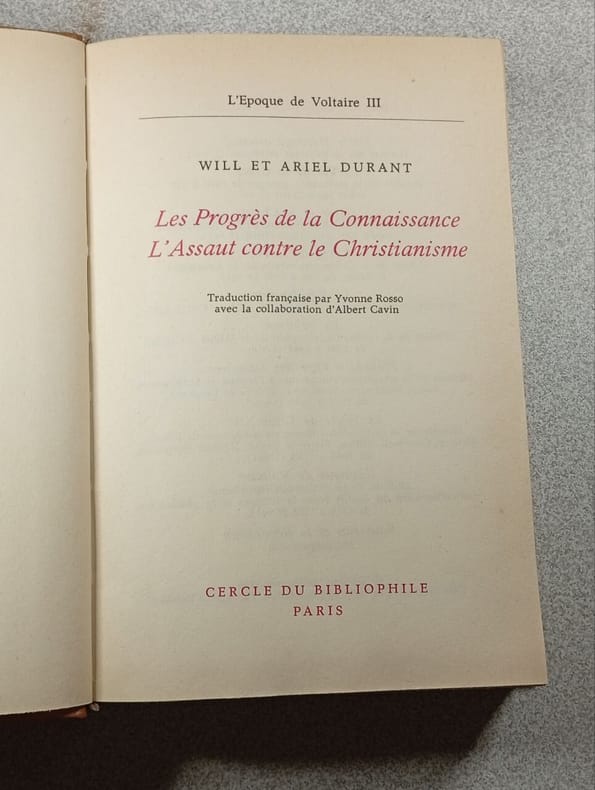 L'Epoque de Voltaire III
WILL ET ARIEL DURANT
Les Progrès de la Connaissance
L'Assaut contre le Christianisme
Traduction française par Yvonne Rosso
avec la collaboration d'Albert Cavin
CERCLE DU BIBLIOPHILE
PARIS